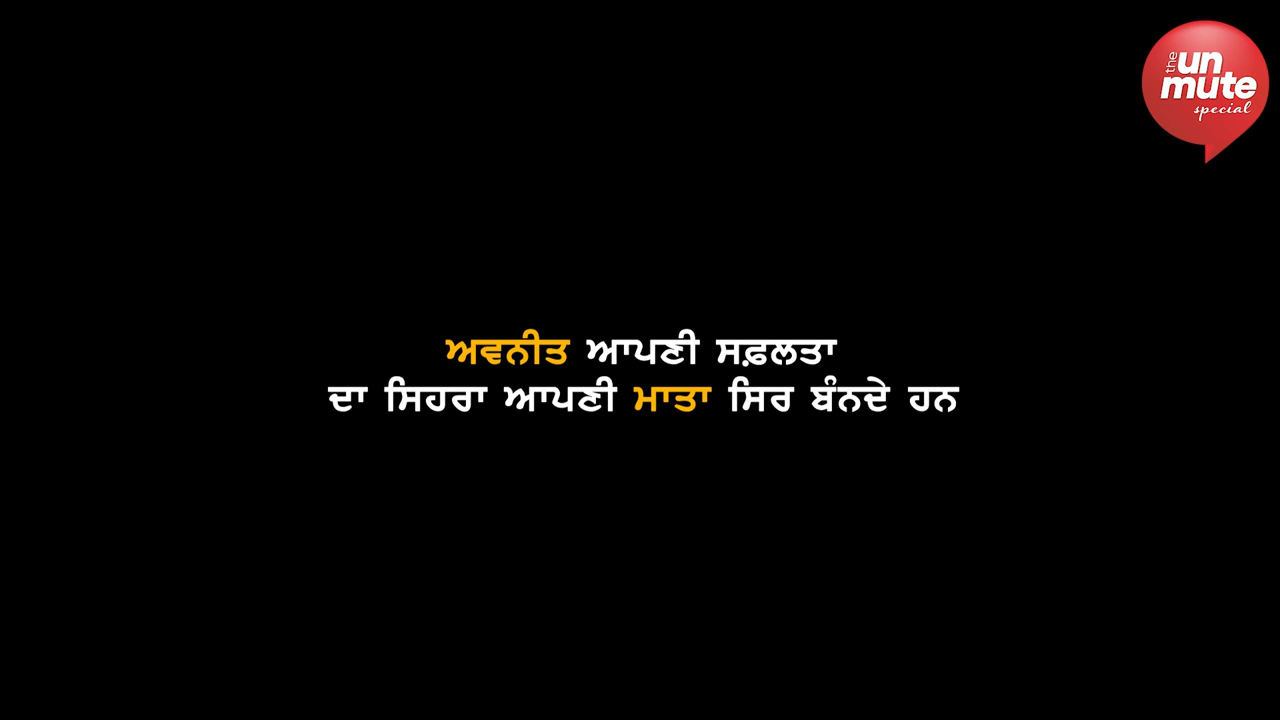 the
un
mute
special
ਅਵਨੀਤ ਆਪਣੀ ਸਫ਼ਲਤਾ
ਦਾ ਸਿਹਰਾ ਆਪਣੀ ਮਾਤਾ ਸਿਰ ਬੰਨਦੇ ਹਨ